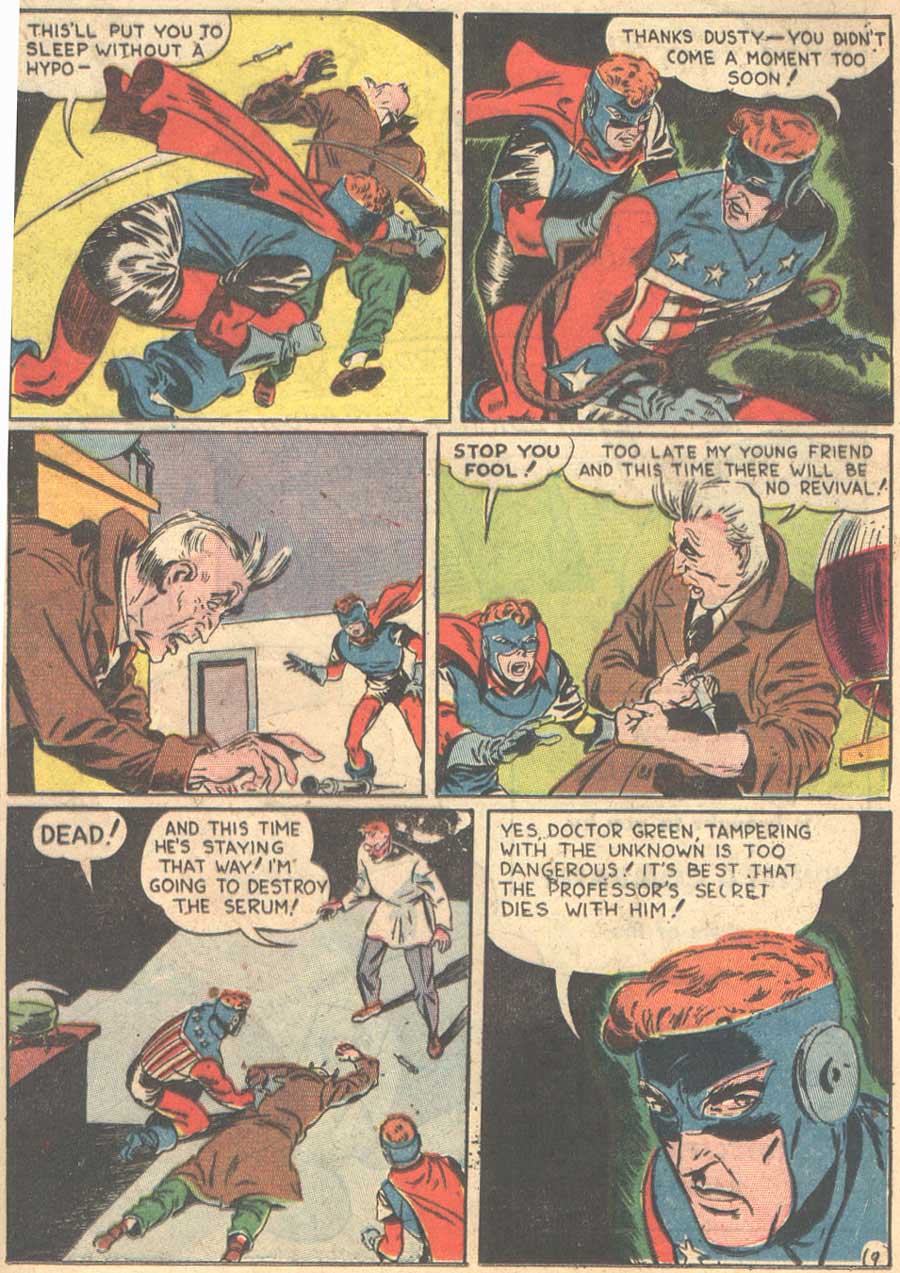 THIS'LL PUT YOU TO
SLEEP WITHOUT A
HYPO—
THANKS DUSTY—YOU DIDN'T
COME A MOMENT TOO
SOON!
STOP YOU
FOOL!
TOO LATE MY YOUNG FRIEND
AND THIS TIME THERE WILL BE
NO REVIVAL!
DEAD!
AND THIS TIME
HE'S STAYING
THAT WAY! I'M
GOING TO DESTROY
THE SERUM!
YES, DOCTOR GREEN, TAMPERING
WITH THE UNKNOWN IS TOO
DANGEROUS! IT'S BEST THAT
THE PROFESSOR'S SECRET
DIES WITH HIM!
9